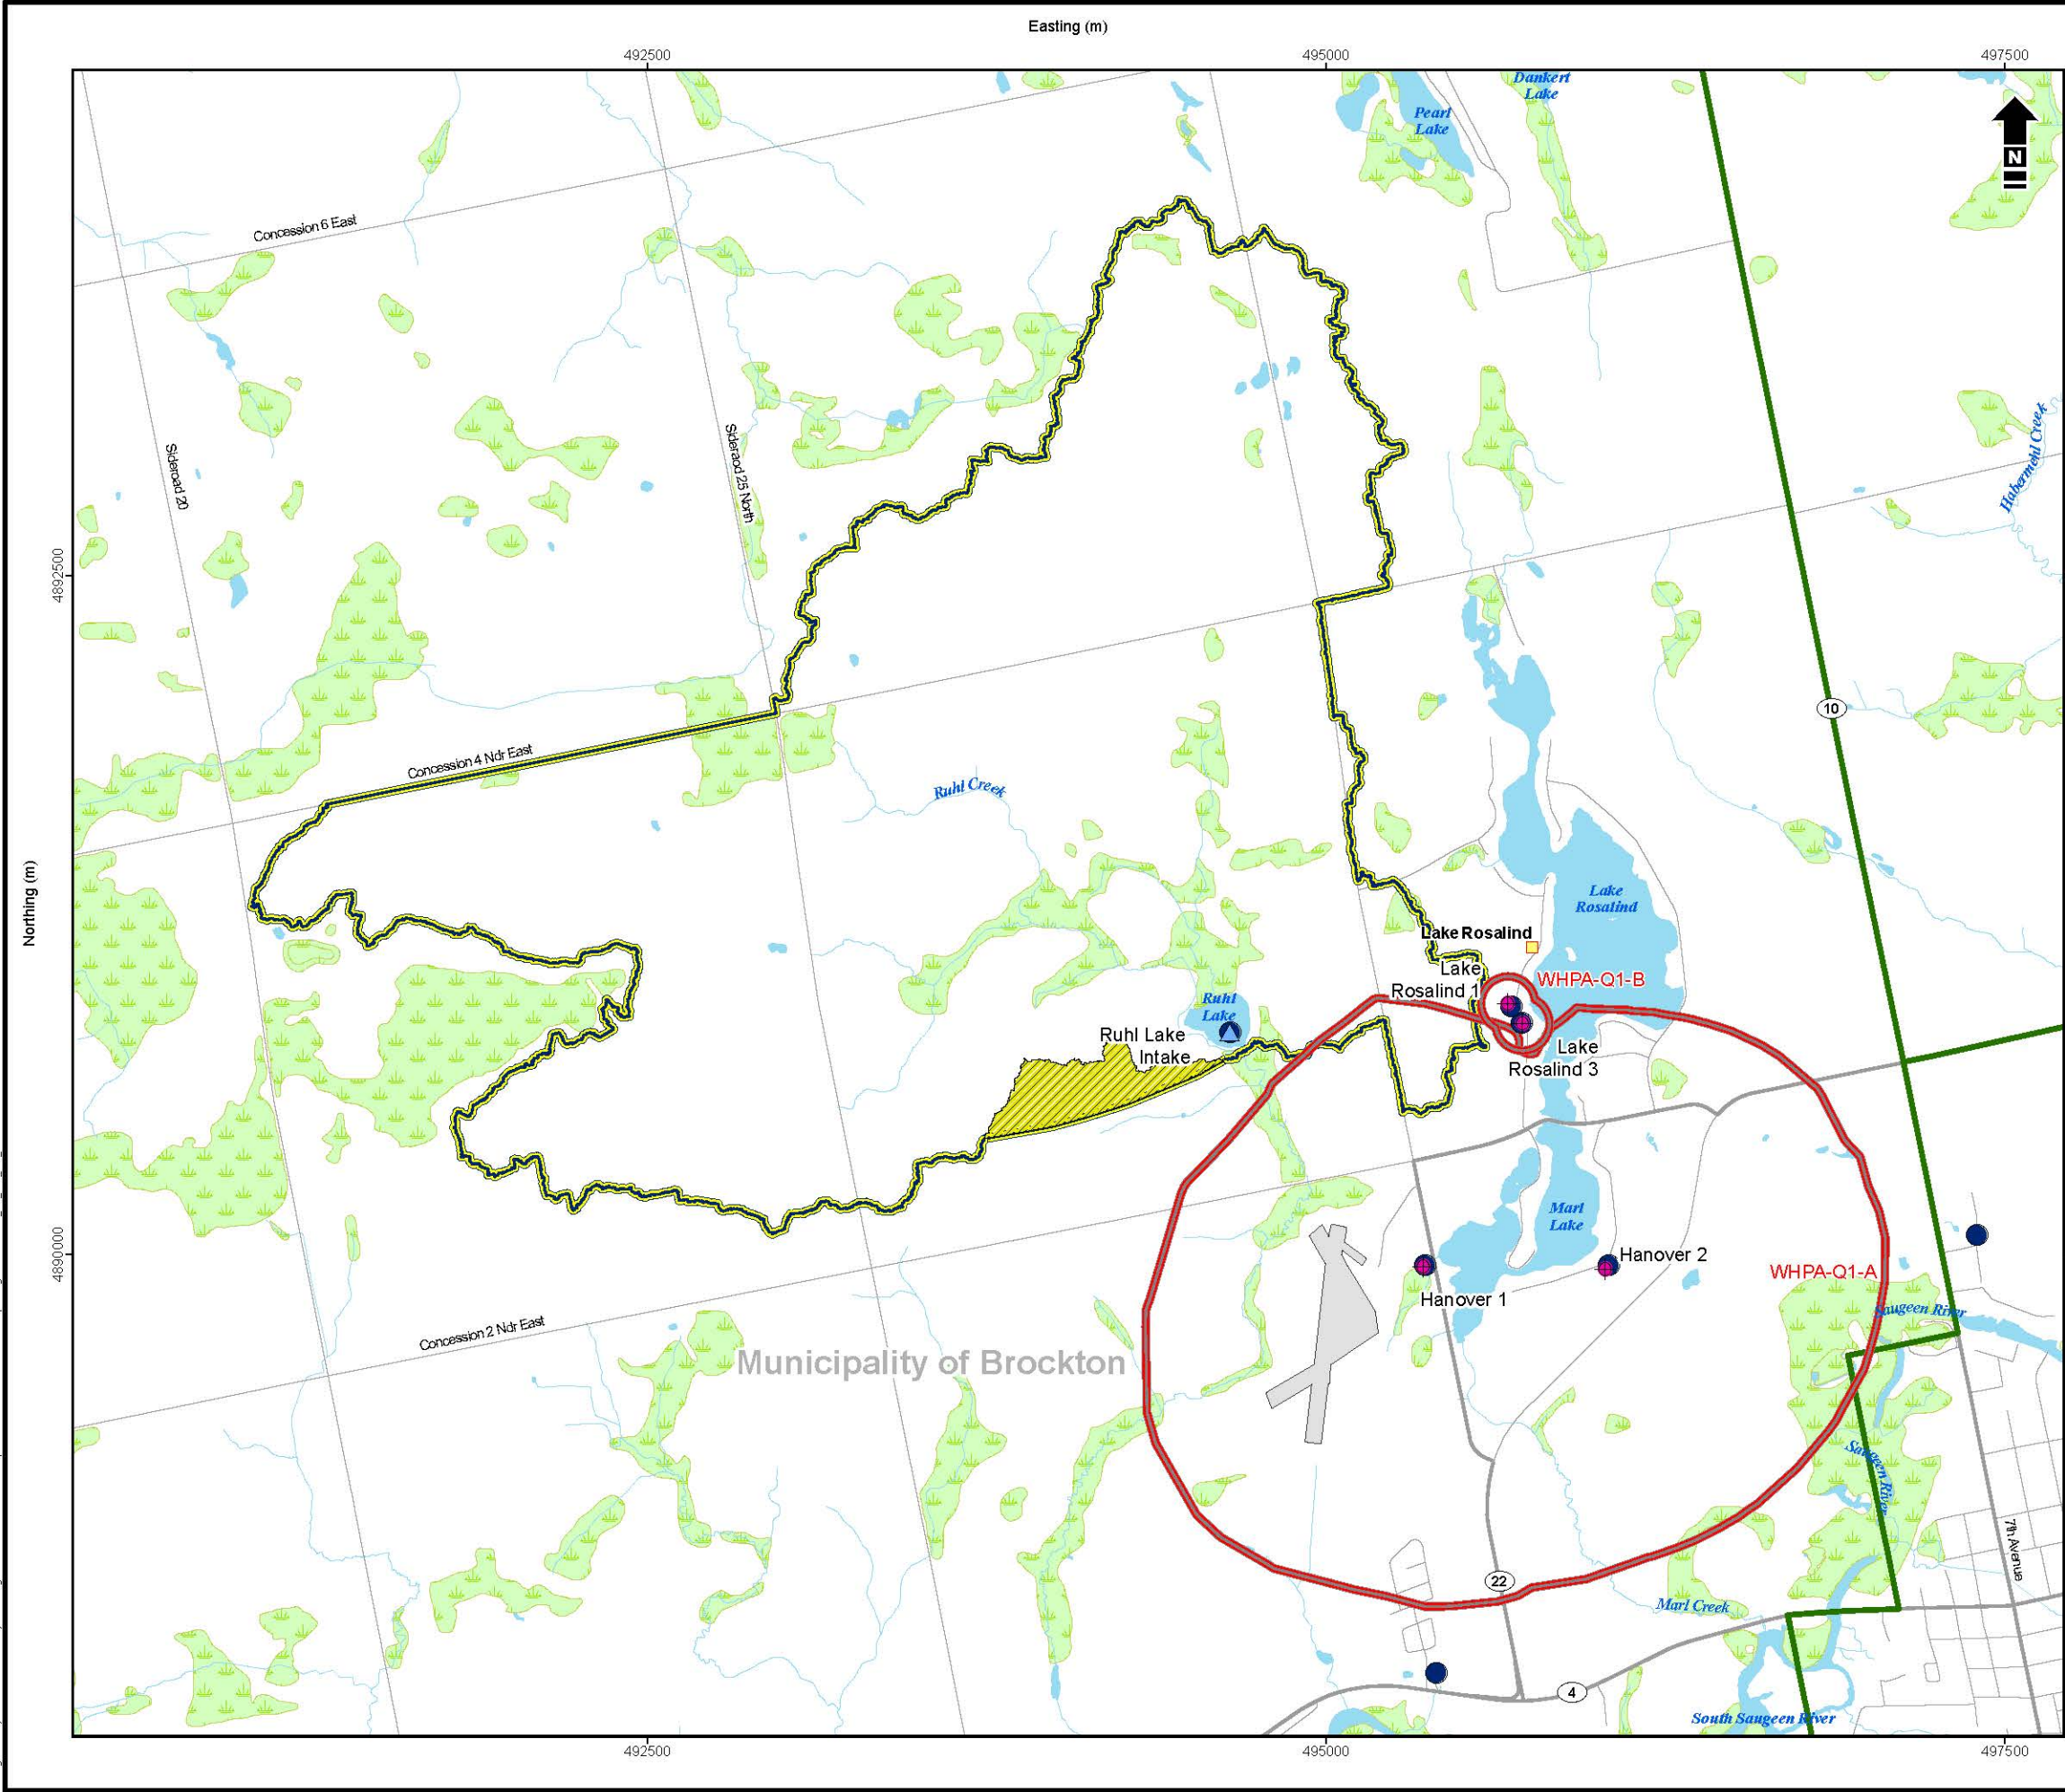 Easting (m)
492500
495000
497500
Dankert
Lake
Pearl
Lake
N
Concession 6 East
Sideroad 20
Sideraod 25 North
Habermehl Creek
4892500
10
Concession 4 Ndr East
Ruhl Creek
Northing (m)
Lake
Rosalind
Lake Rosalind
Lake
Rosalind 1
WHPA-Q1-B
Ruhl
Lake
Ruhl Lake
Intake
Lake
Rosalind 3
Marl
Lake
4890000
Hanover 2
WHPA-Q1-A
Hanover 1
Saugeen River
Concession 2 Ndr East
Municipality of Brockton
Saugeen River
7th Avenue
22
Marl Creek
4
South Saugeen River
492500
495000
497500